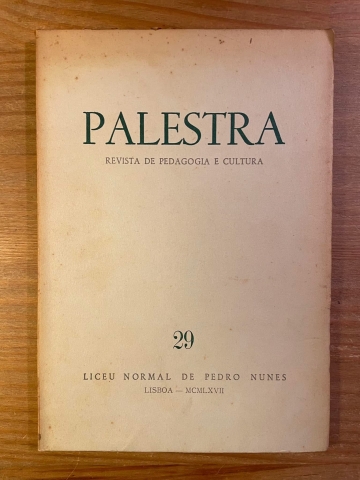 PALESTRA
REVISTA DE PEDAGOGIA E CULTURA
29
LICEU NORMAL DE PEDRO NUNES
LISBOA — MCMLXVII